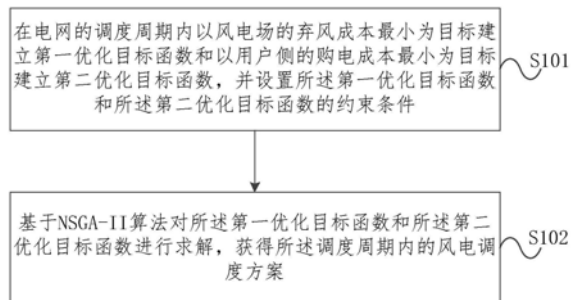 在电网的调度周期内以风电场的弃风成本最小为目标建
立第一优化目标函数和以用户侧的购电成本最小为目标
建立第二优化目标函数，并设置所述第一优化目标函数
和所述第二优化目标函数的约束条件
S101
基于NSGA-II算法对所述第一优化目标函数和所述第二
优化目标函数进行求解，获得所述调度周期内的风电调
度方案
S102